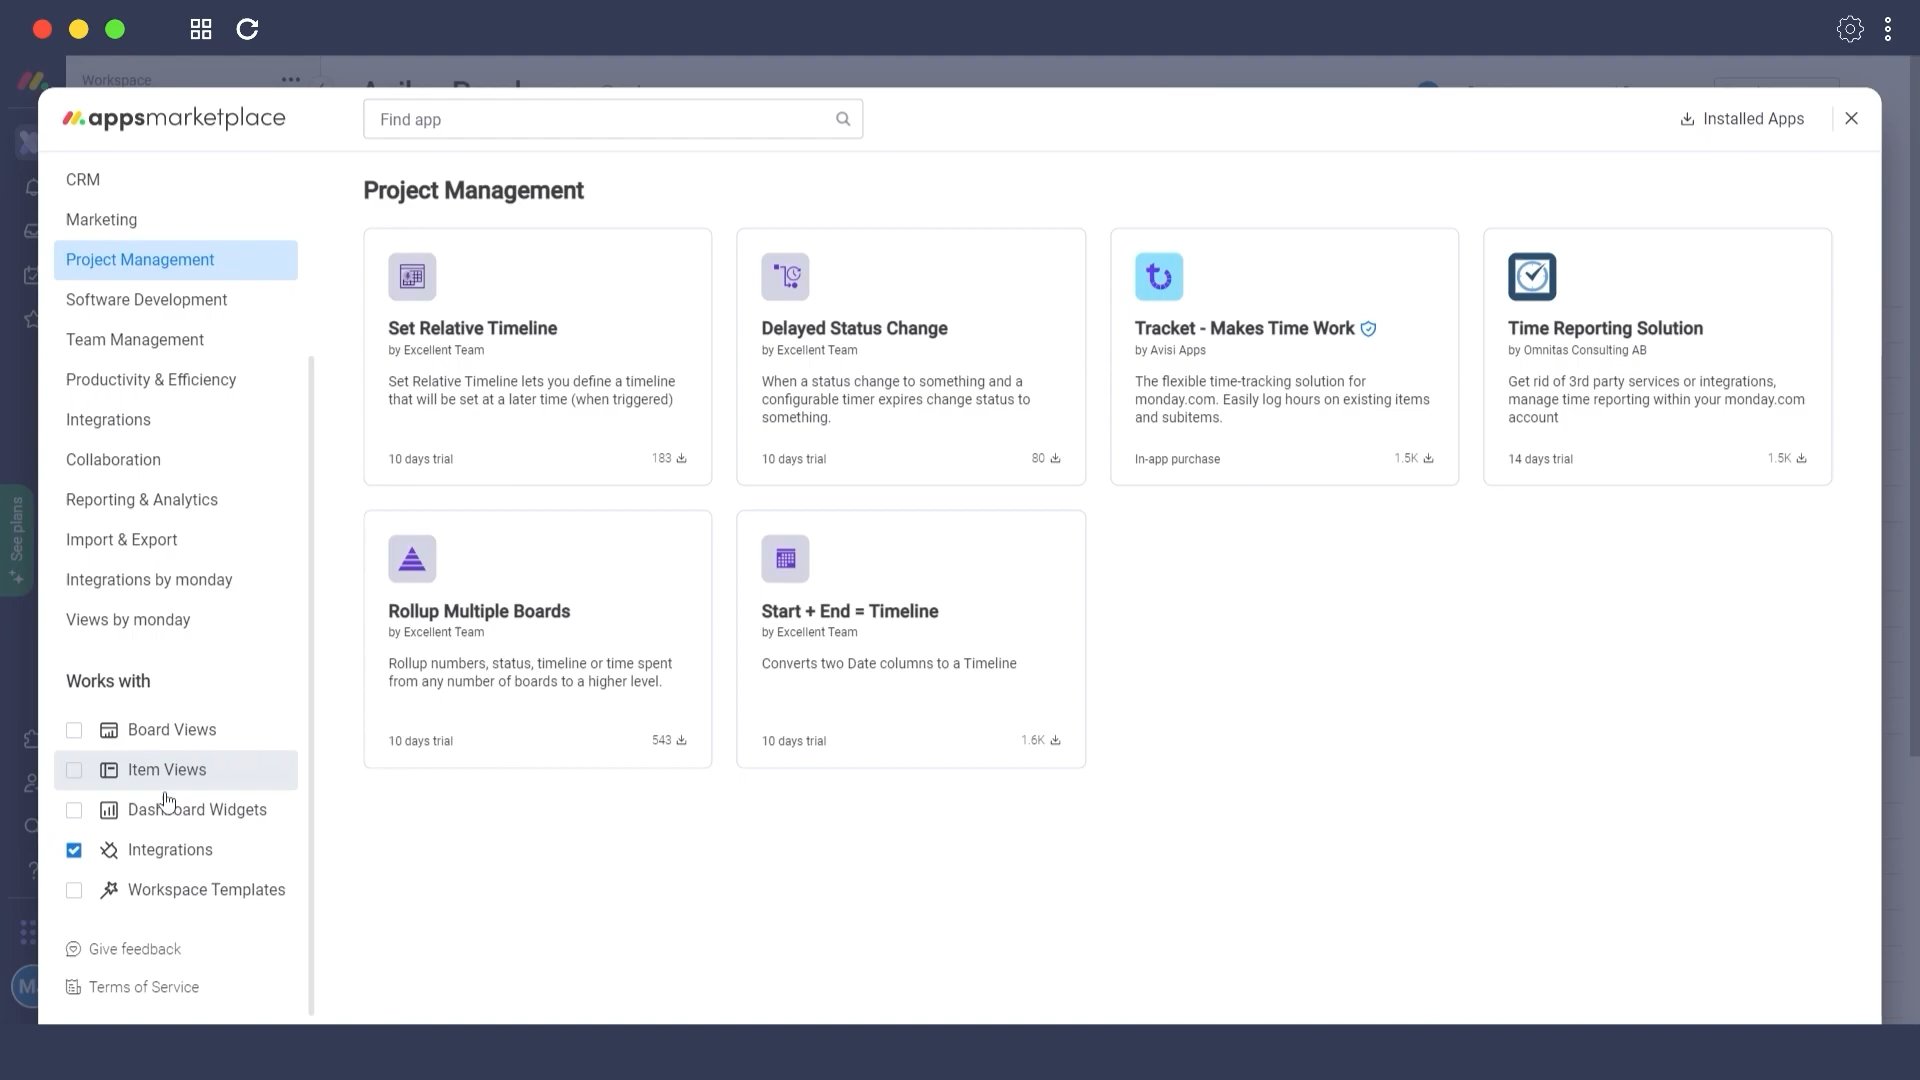 Workspace
appsmarketplace
Find app
Installed Apps
CRM
Marketing
Project Management
Software Development
Team Management
Productivity & Efficiency
Integrations
Collaboration
Reporting & Analytics
Import & Export
Integrations by monday
Views by monday
Works with
Board Views
Item Views
Dashboard Widgets
Integrations
Workspace Templates
Give feedback
Terms of Service
See plans
Project Management
Set Relative Timeline
by Excellent Team
Set Relative Timeline lets you define a timeline
that will be set at a later time (when triggered)
10 days trial
183
Delayed Status Change
by Excellent Team
When a status change to something and a
configurable timer expires change status to
something.
10 days trial
80
Tracket - Makes Time Work
by Avisi Apps
The flexible time-tracking solution for
monday.com. Easily log hours on existing items
and subitems.
In-app purchase
1.5K
Time Reporting Solution
by Omnitas Consulting AB
Get rid of 3rd party services or integrations,
manage time reporting within your monday.com
account
14 days trial
1.5K
Rollup Multiple Boards
by Excellent Team
Rollup numbers, status, timeline or time spent
from any number of boards to a higher level.
10 days trial
543
Start + End = Timeline
by Excellent Team
Converts two Date columns to a Timeline
10 days trial
1.6K